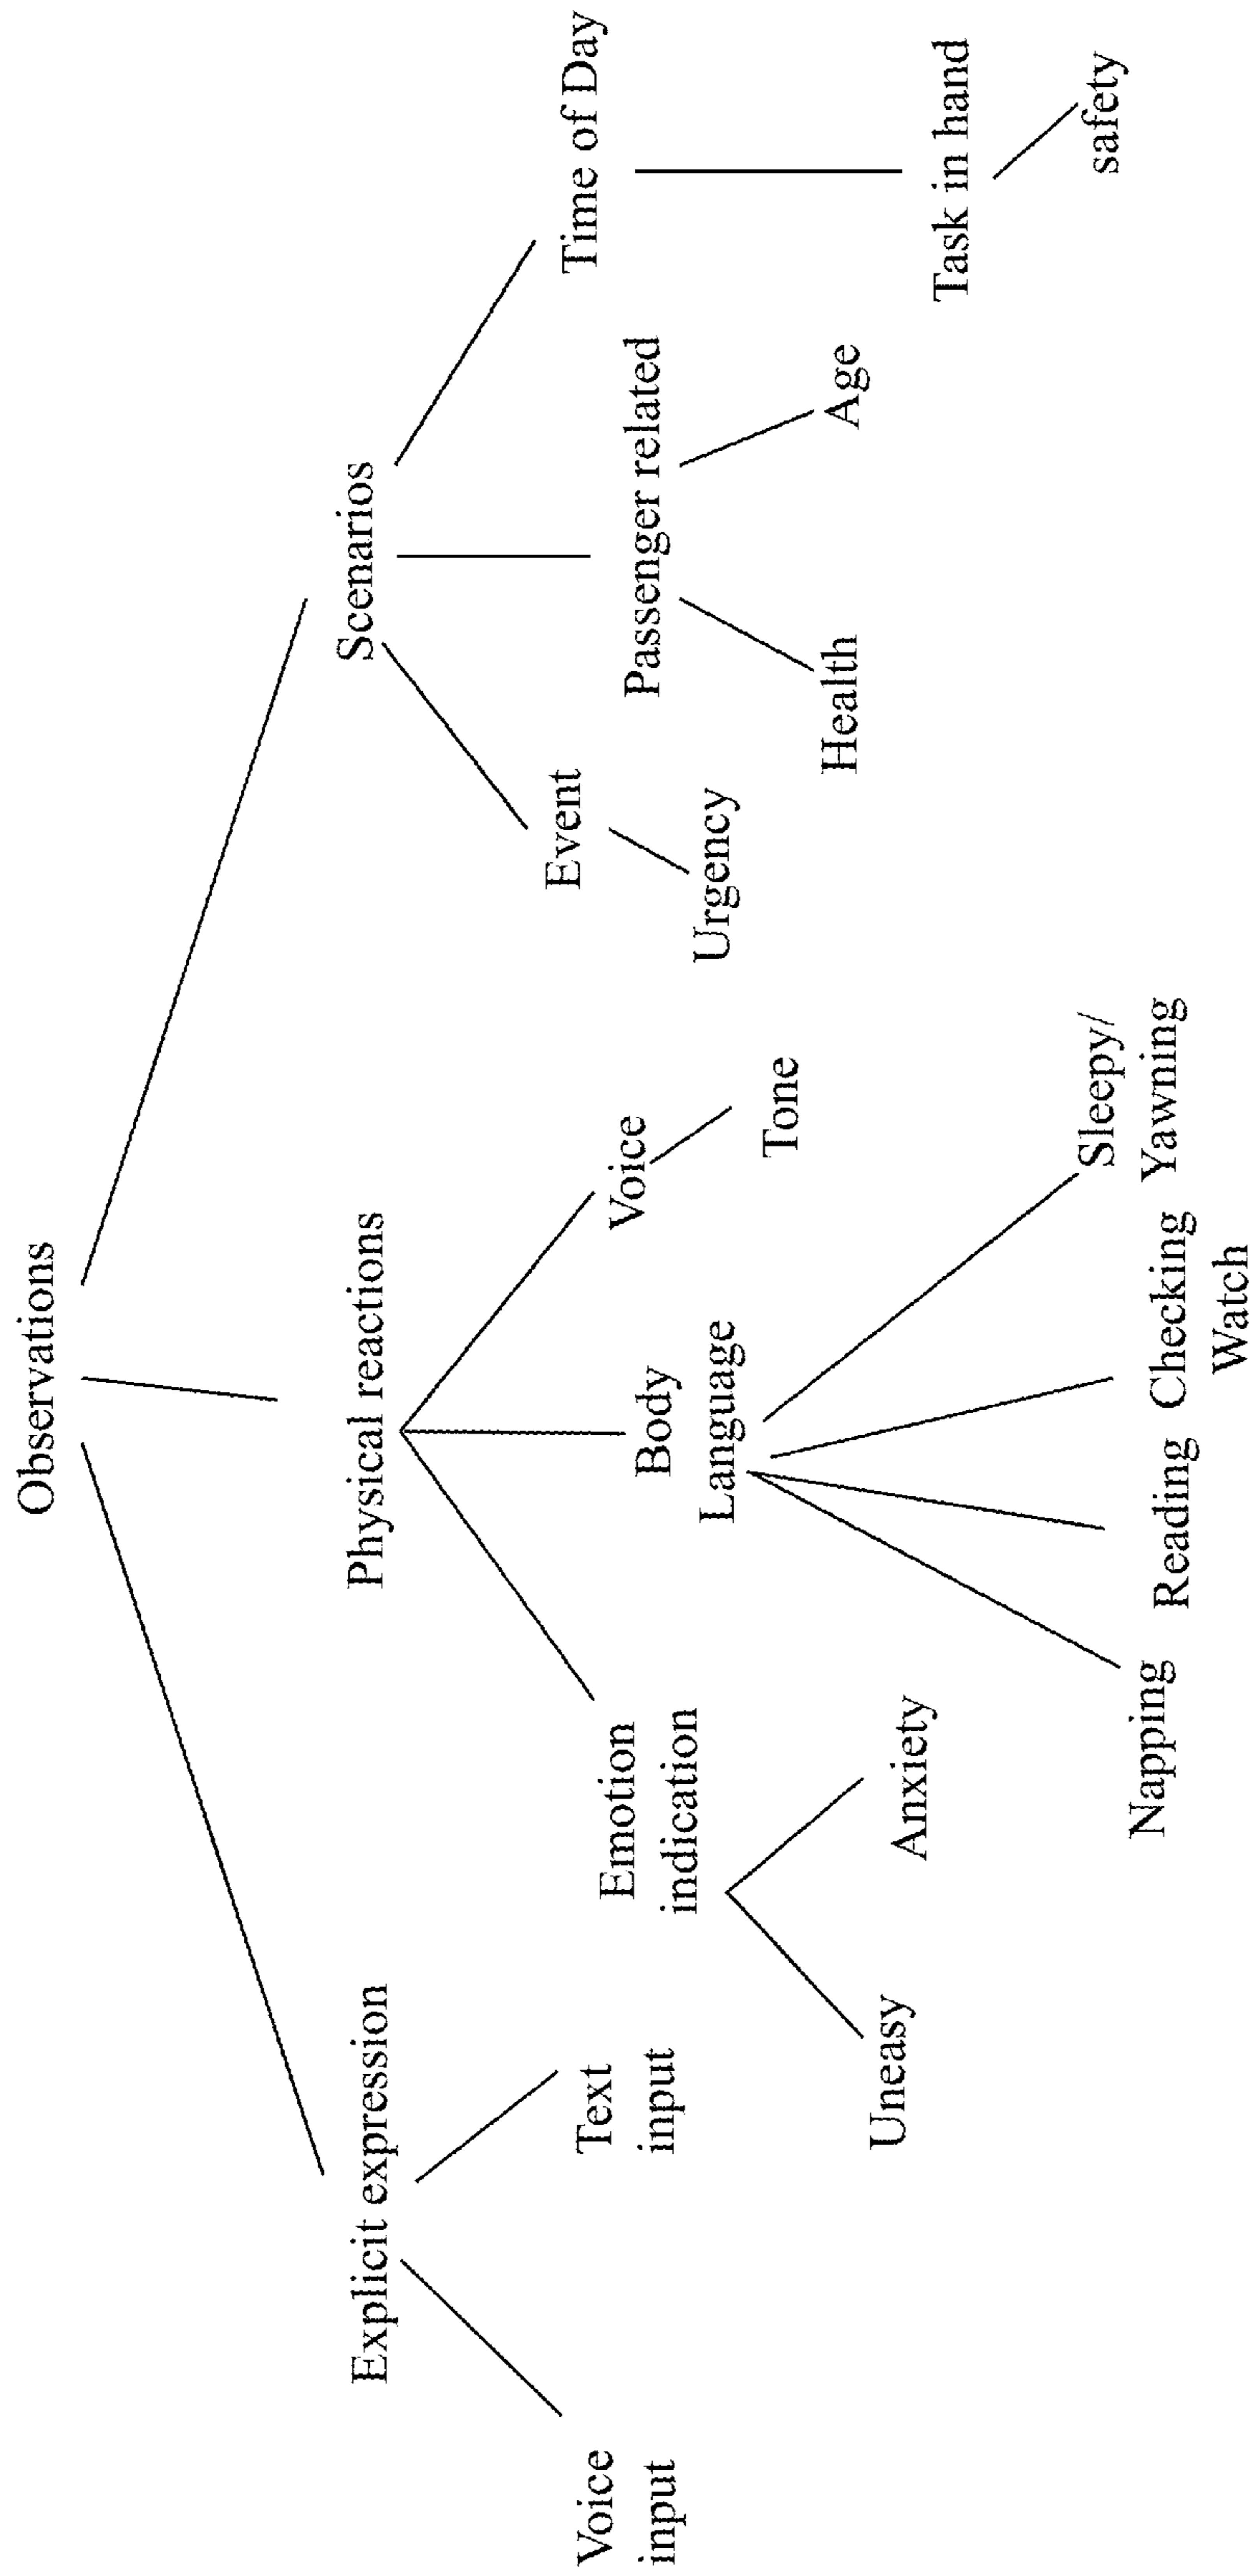 Observations
Explicit expression
Physical reactions
Scenarios
Voice
input
Text
input
Emotion
indication
Body
Language
Voice
Event
Passenger related
Time of Day
Uneasy
Anxiety
Tone
Urgency
Health
Age
Task in hand
Napping
Reading
Checking
Watch
Sleepy/
Yawning
safety